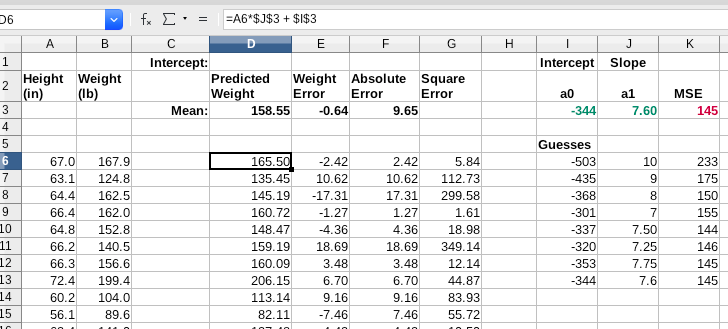 D6 =A6*$J$3 + $I$3
A B C D E F G H I J K
1 Intercept: Intercept Slope
2 Height (in) Weight (lb) Predicted Weight Weight Error Absolute Error Square Error a0 a1 MSE
3 Mean: 158.55 -0.64 9.65 -344 7.60 145
4
5 Guesses
6 67.0 167.9 165.50 -2.42 2.42 5.84 -503 10 233
7 63.1 124.8 135.45 10.62 10.62 112.73 -435 9 175
8 64.4 162.5 145.19 -17.31 17.31 299.58 -368 8 150
9 66.4 162.0 160.72 -1.27 1.27 1.61 -301 7 155
10 64.8 152.8 148.47 -4.36 4.36 18.98 -337 7.50 144
11 66.2 140.5 159.19 18.69 18.69 349.14 -320 7.25 146
12 66.3 156.6 160.09 3.48 3.48 12.14 -353 7.75 145
13 72.4 199.4 206.15 6.70 6.70 44.87 -344 7.6 145
14 60.2 104.0 113.14 9.16 9.16 83.93
15 56.1 89.6 82.11 -7.46 7.46 55.72